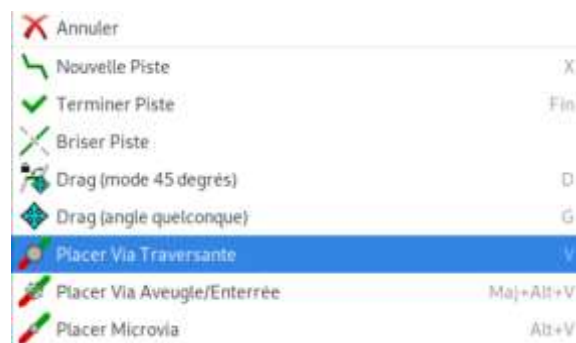 Annuler
Nouvelle Piste X
Terminer Piste Fin
Briser Piste
Drag (mode 45 degrés) D
Drag (angle quelconque) G
Placer Via Traversante V
Placer Via Aveugle/Enterrée Maj+Alt+V
Placer Microvia Alt+V